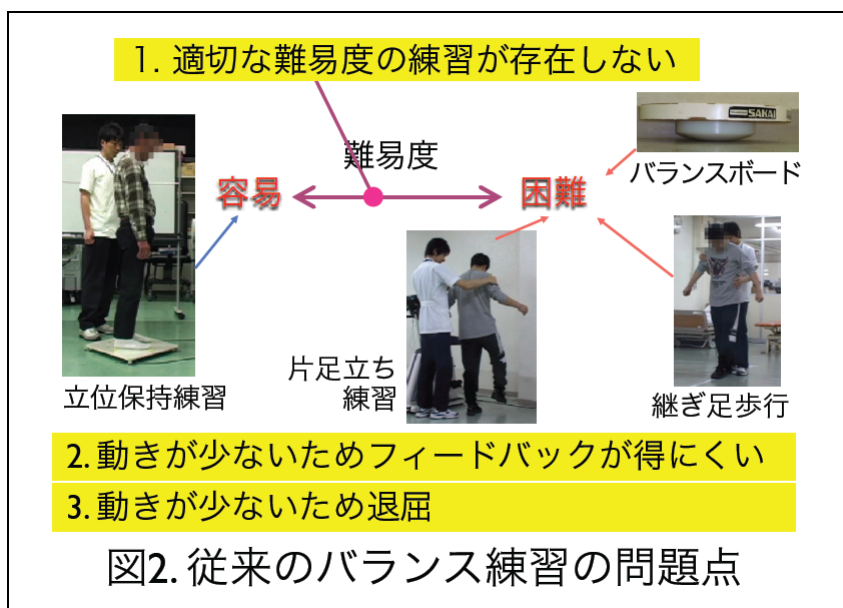 1. 適切な難易度の練習が存在しない
難易度
容易
困難
SAKAI
バランスボード
立位保持練習
片足立ち
練習
継ぎ足歩行
2. 動きが少ないためフィードバックが得にくい
3. 動きが少ないため退屈
図2. 従来のバランス練習の問題点